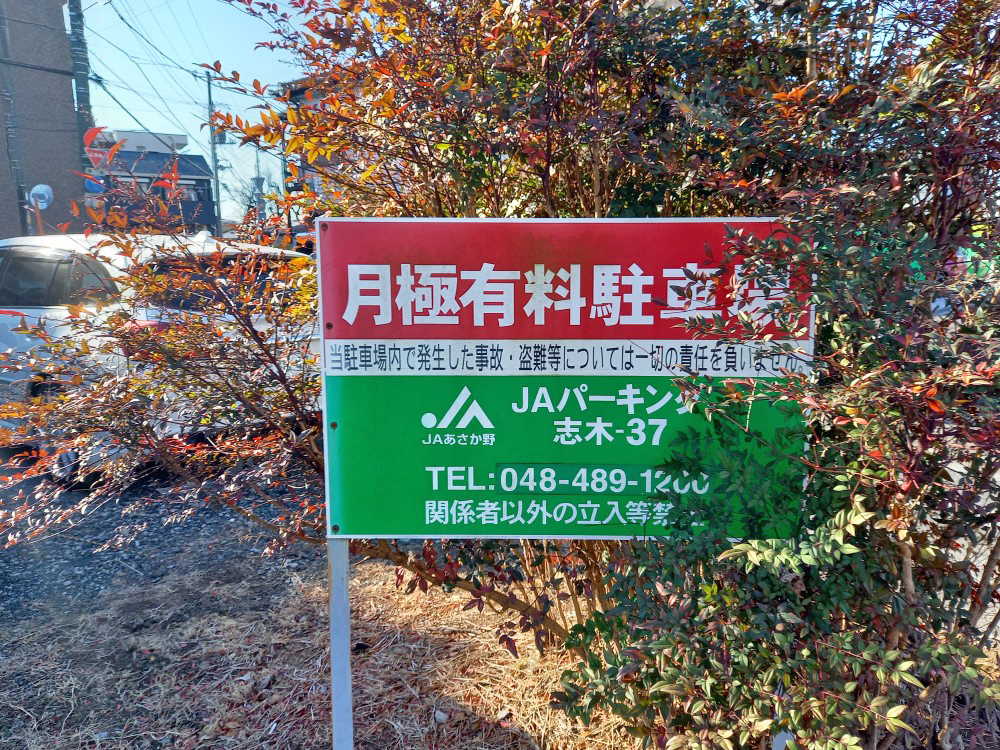 月極有料駐車場
当駐車場内で発生した事故・盗難等については一切の責任を負いません。
JAあさか野
JAパーキング
志木-37
TEL:048-489-1200
関係者以外の立入等禁止